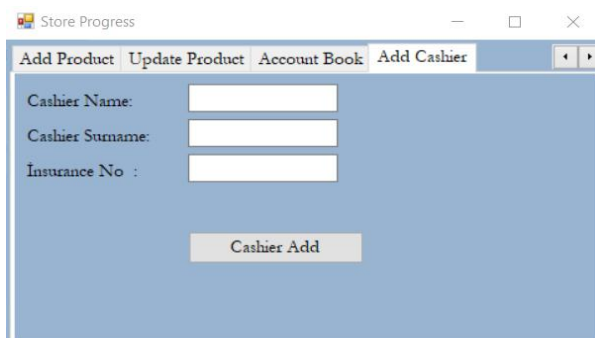 Store Progress
Add Product Update Product Account Book Add Cashier
Cashier Name:
Cashier Surname:
İnsurance No :
Cashier Add